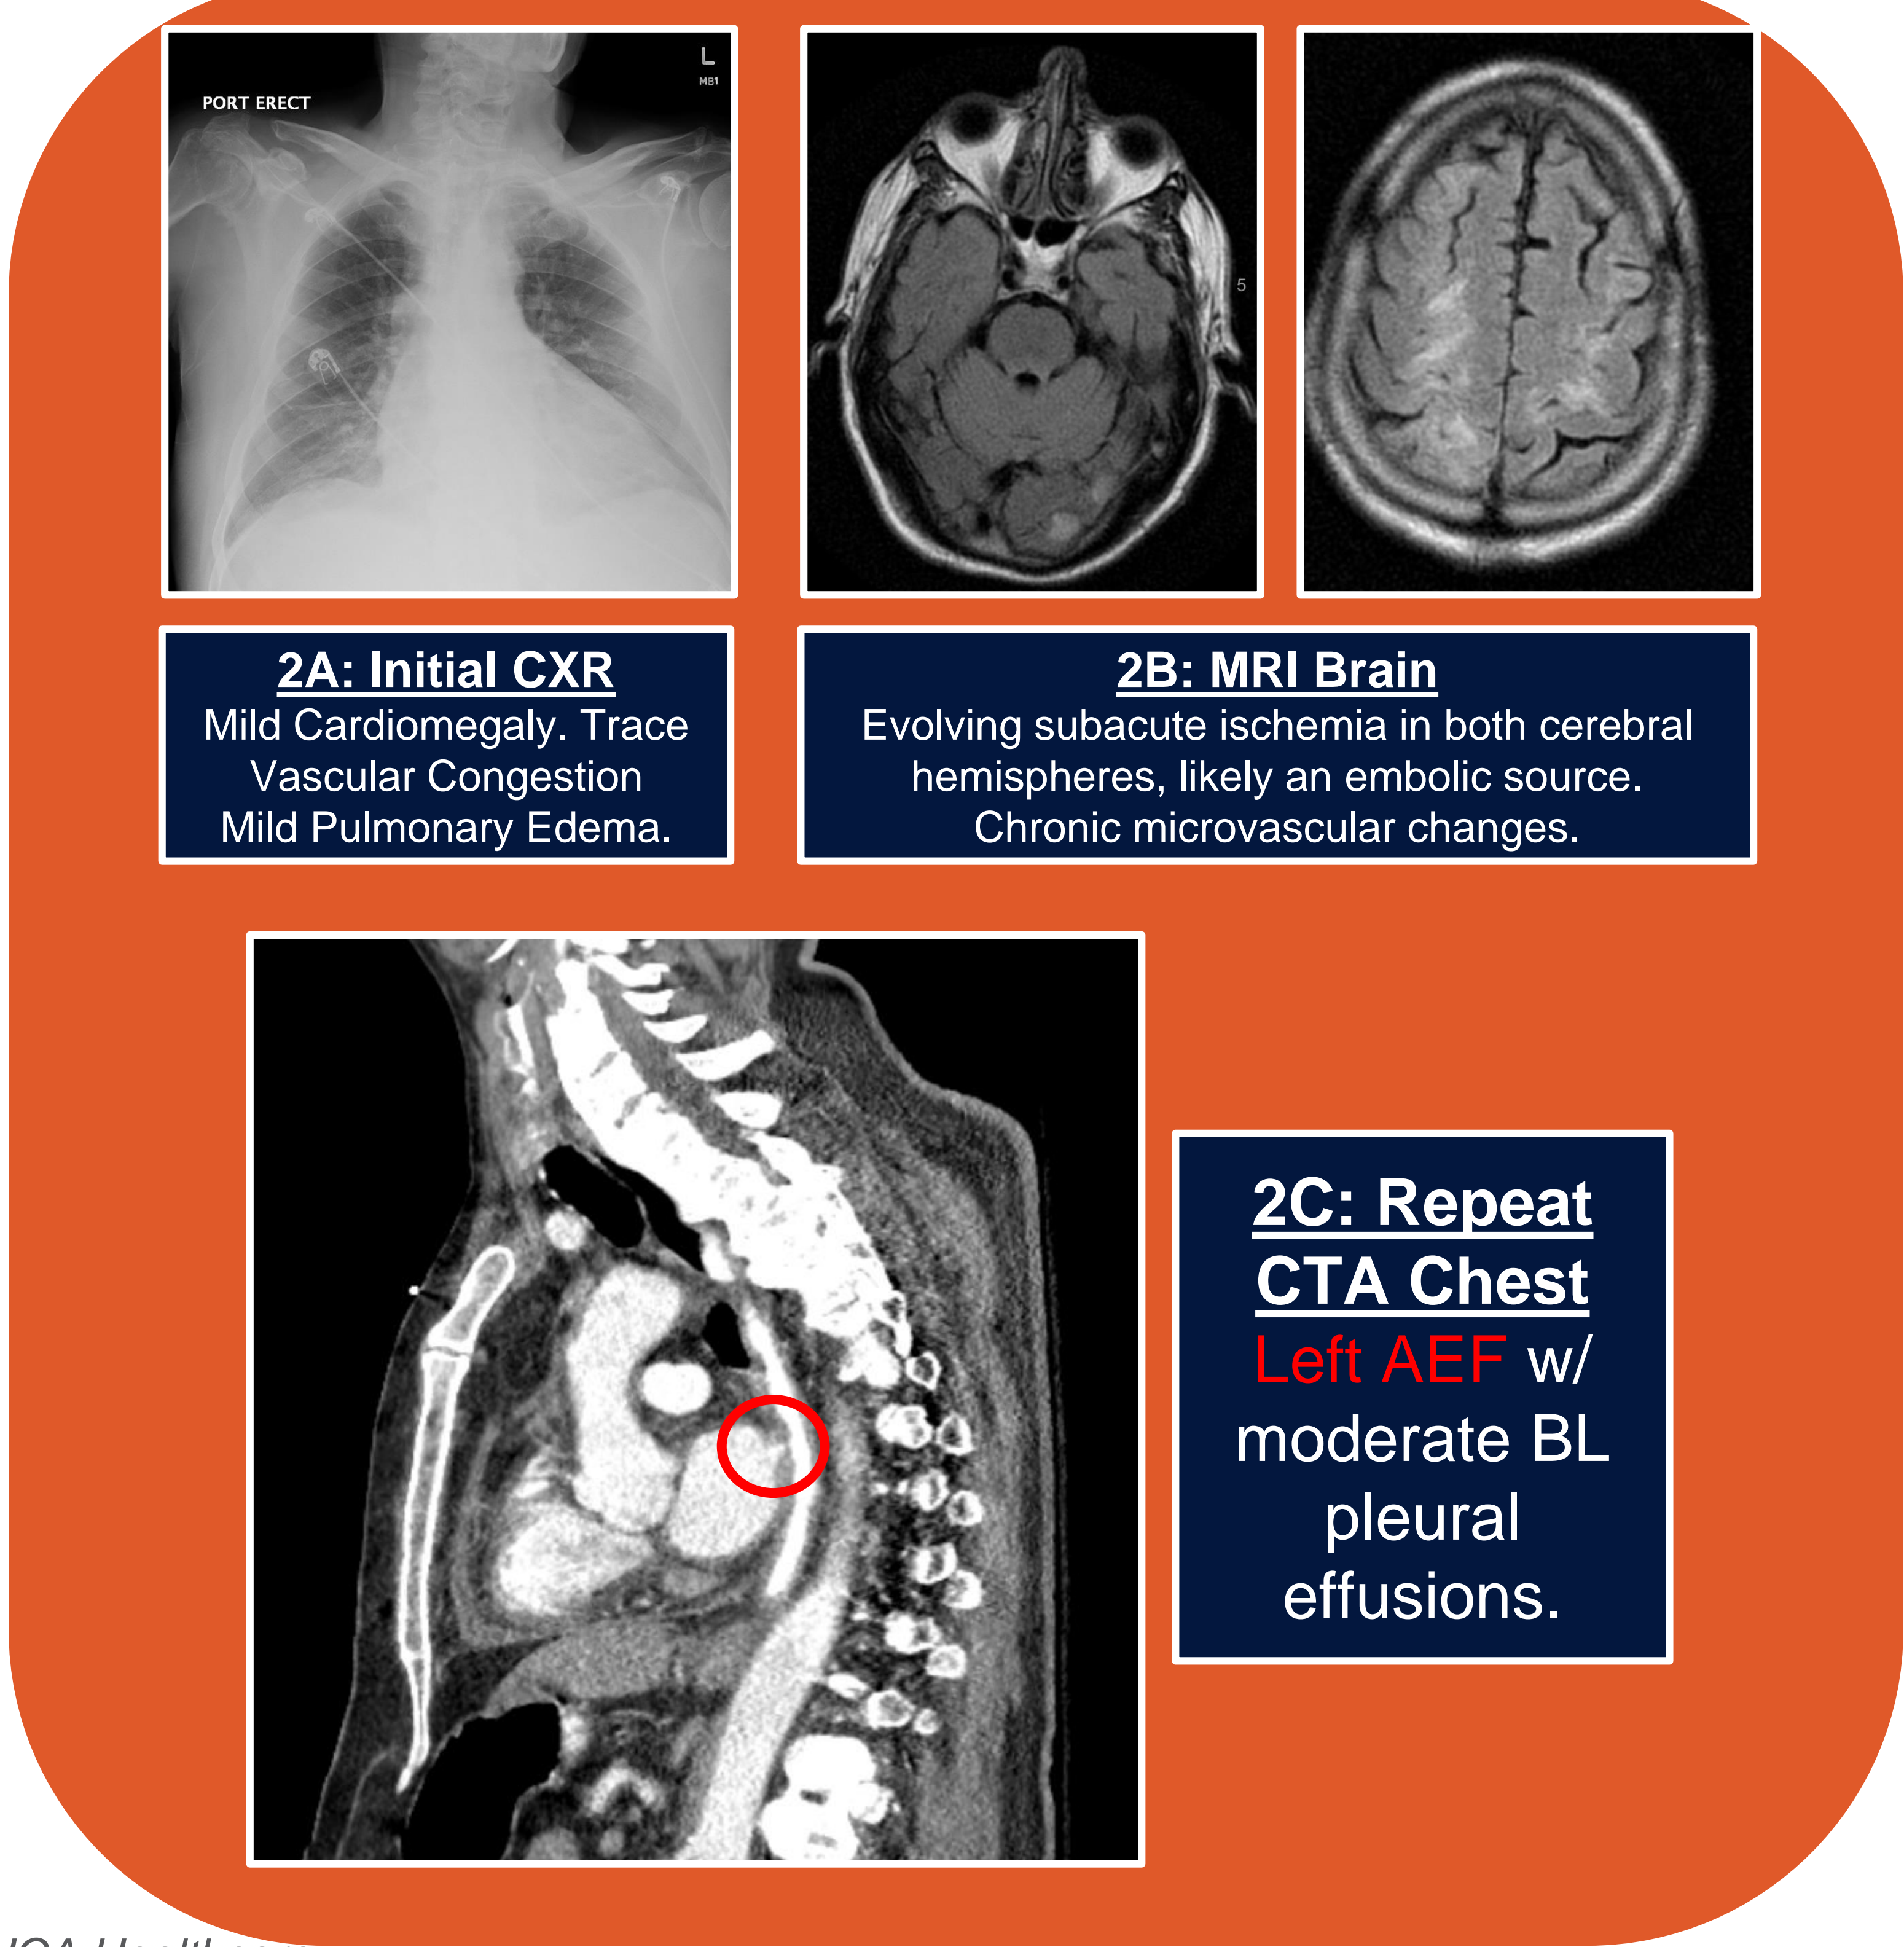 L
MB1
PORT ERECT
5
2A: Initial CXR
Mild Cardiomegaly. Trace
Vascular Congestion
Mild Pulmonary Edema.
2B: MRI Brain
Evolving subacute ischemia in both cerebral
hemispheres, likely an embolic source.
Chronic microvascular changes.
2C: Repeat
CTA Chest
Left AEF w/
moderate BL
pleural
effusions.